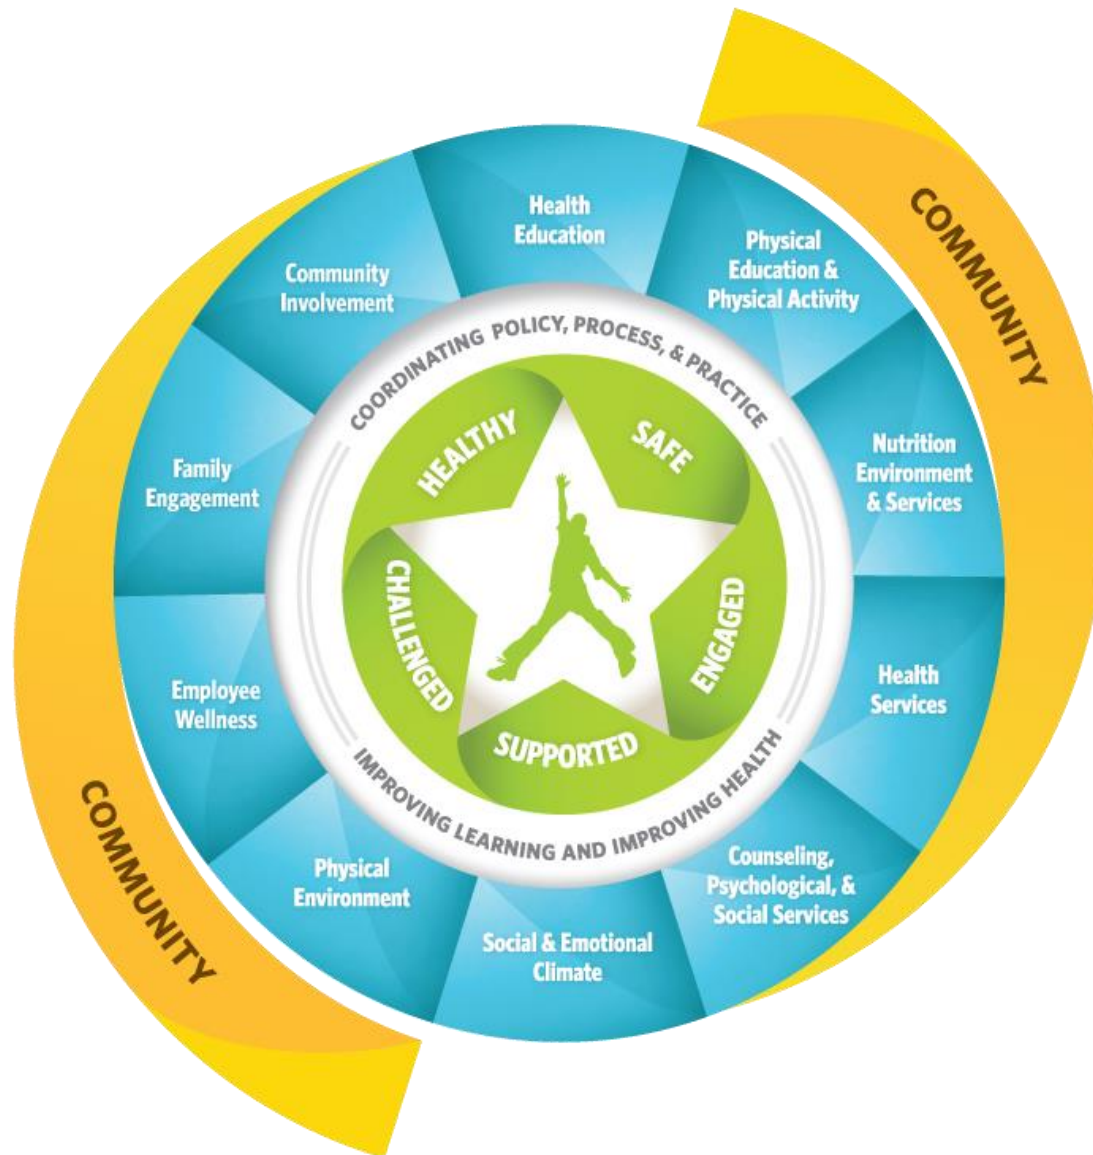 COMMUNITY
Health
Education
Physical
Education &
Physical Activity
Nutrition
Environment
& Services
Health
Services
Counseling,
Psychological, &
Social Services
Social & Emotional
Climate
Physical
Environment
Employee
Wellness
Family
Engagement
Community
Involvement
COORDINATING POLICY, PROCESS, & PRACTICE
IMPROVING LEARNING AND IMPROVING HEALTH
HEALTHY
SAFE
ENGAGED
SUPPORTED
CHALLENGED
COMMUNITY